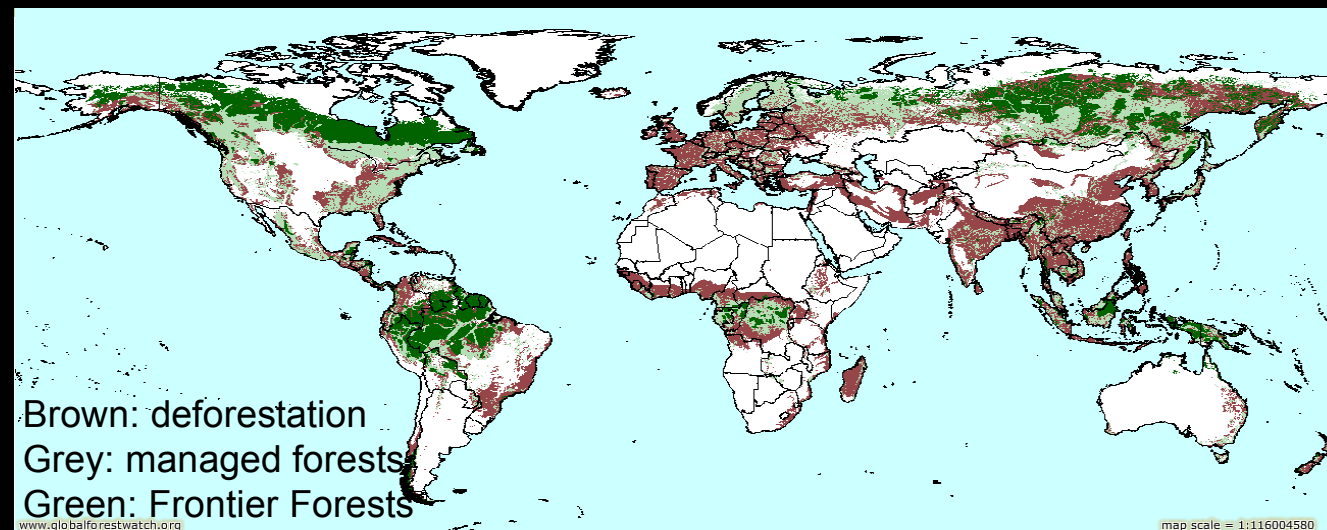 Brown: deforestation
Grey: managed forests
Green: Frontier Forests
www.globalforestwatch.org
map scale = 1:116004580